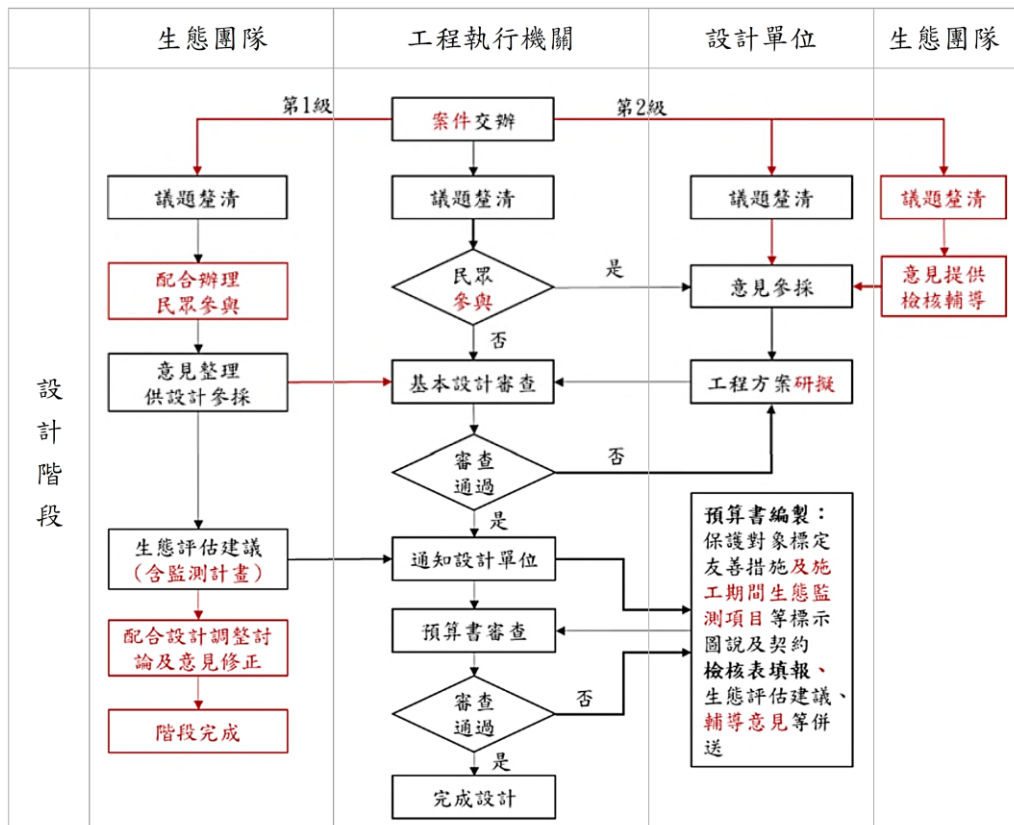 生態團隊
工程執行機關
設計單位
生態團隊
設
計
階
段
第1級
案件交辦
第2級
議題釐清
議題釐清
議題釐清
議題釐清
配合辦理
民眾參與
民眾
參與
是
意見參採
意見提供
檢核輔導
否
意見整理
供設計參採
基本設計審查
工程方案研擬
審查
通過
否
是
生態評估建議
（含監測計畫）
通知設計單位
預算書編製：
保護對象標定
友善措施及施
工期間生態監
測項目等標示
圖說及契約
檢核表填報、
生態評估建議、
輔導意見等併
送
配合設計調整討
論及意見修正
預算書審查
審查
通過
否
階段完成
是
完成設計